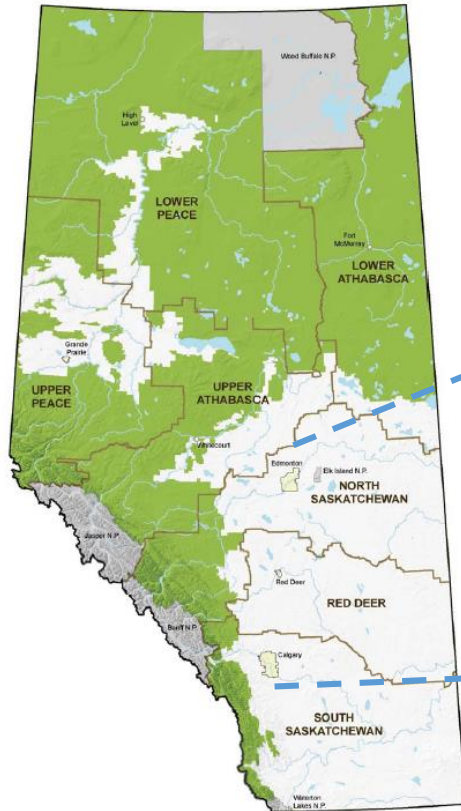 Wood Buffalo N.P.
High
Level
LOWER
PEACE
Fort
McMurray
LOWER
ATHABASCA
Grande
Prairie
UPPER
PEACE
UPPER
ATHABASCA
Whitecourt
Edmonton
Elk Island N.P.
NORTH
SASKATCHEWAN
Jasper N.P.
Red Deer
RED DEER
Banff N.P.
Calgary
SOUTH
SASKATCHEWAN
Waterton
Lakes N.P.